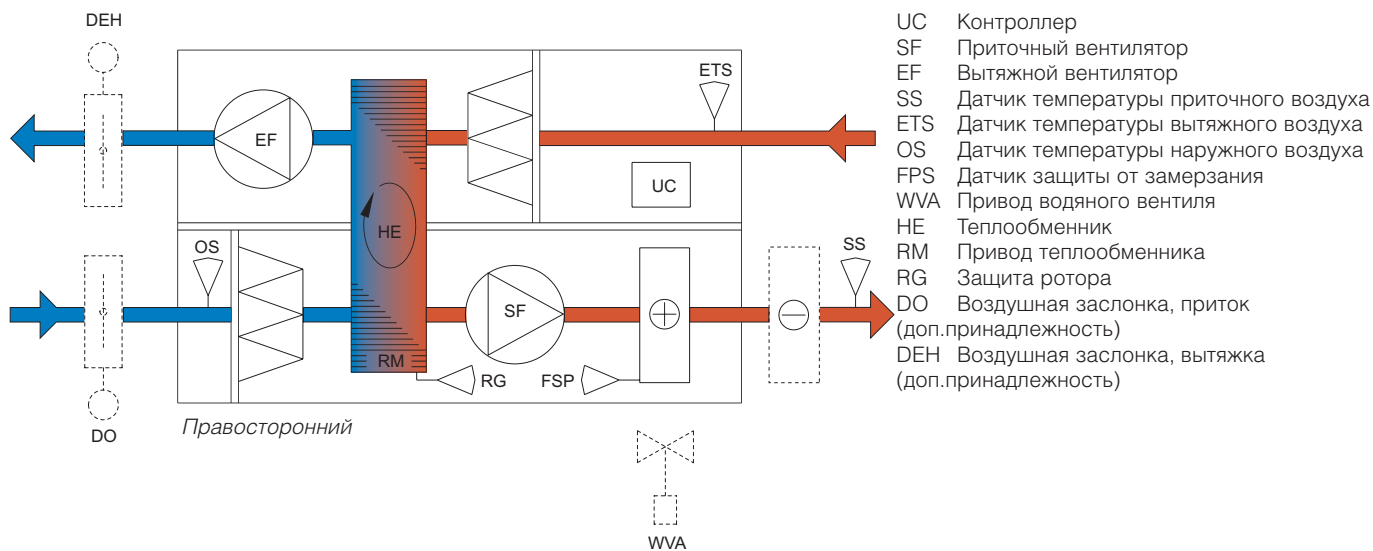 DEH
ETS
EF
UC
HE
OS
SS
SF
RM
RG
FSP
DO
Правосторонний
WVA
UC Контроллер
SF Приточный вентилятор
EF Вытяжной вентилятор
SS Датчик температуры приточного воздуха
ETS Датчик температуры вытяжного воздуха
OS Датчик температуры наружного воздуха
FPS Датчик защиты от замерзания
WVA Привод водяного вентиля
HE Теплообменник
RM Привод теплообменника
RG Защита ротора
DO Воздушная заслонка, приток
(доп.принадлежность)
DEH Воздушная заслонка, вытяжка
(доп.принадлежность)